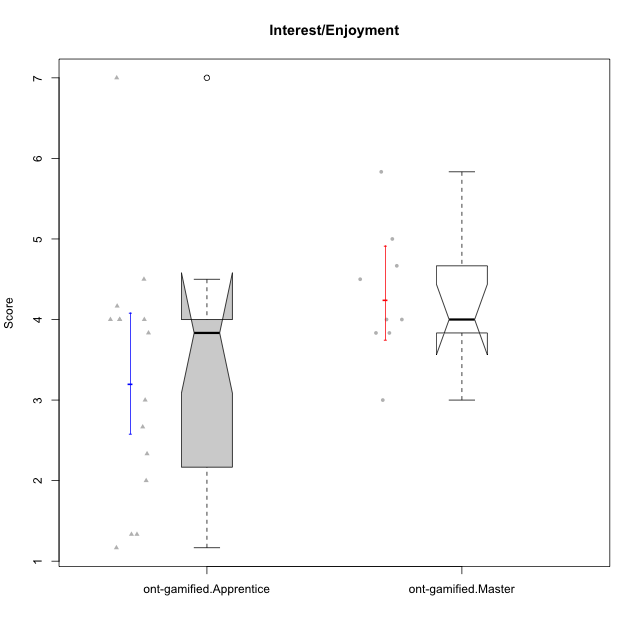 Interest/Enjoyment
7
6
5
4
3
2
1
Score
ont-gamified.Apprentice
ont-gamified.Master